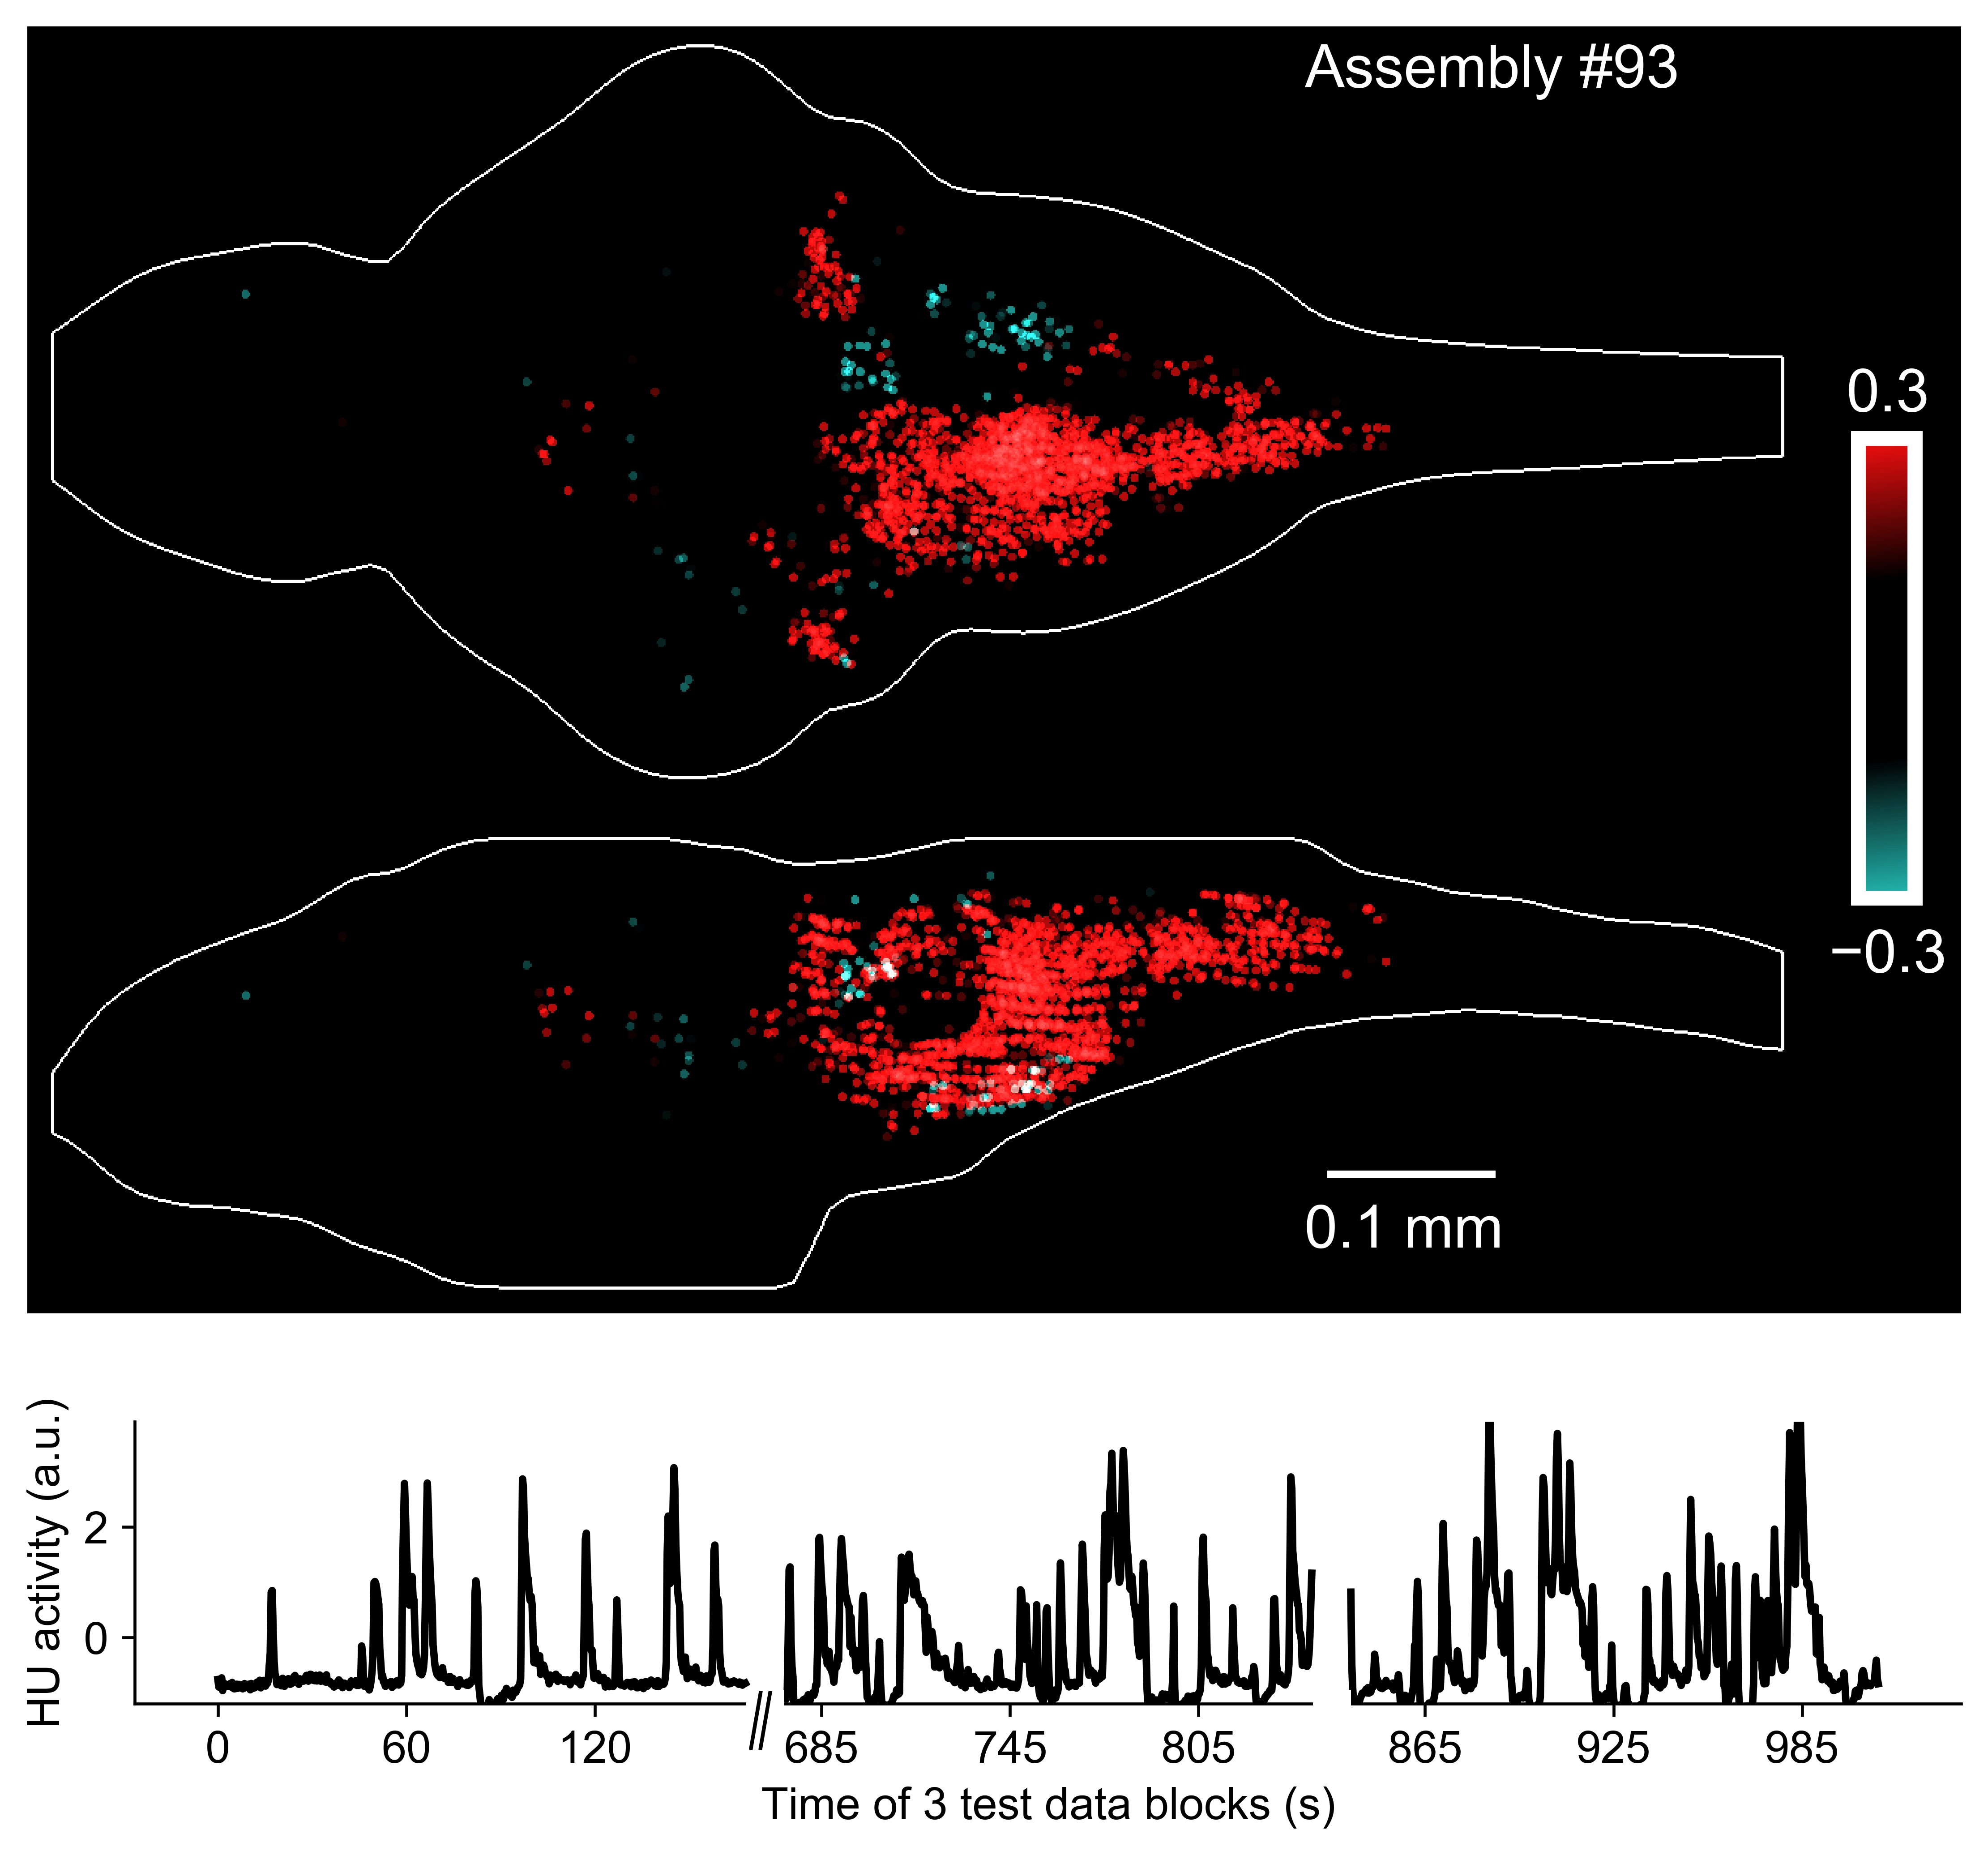 Assembly #93
0.3
−0.3
0.1 mm
HU activity (a.u.)
2
0
0 60 120 685 745 805 865 925 985
Time of 3 test data blocks (s)